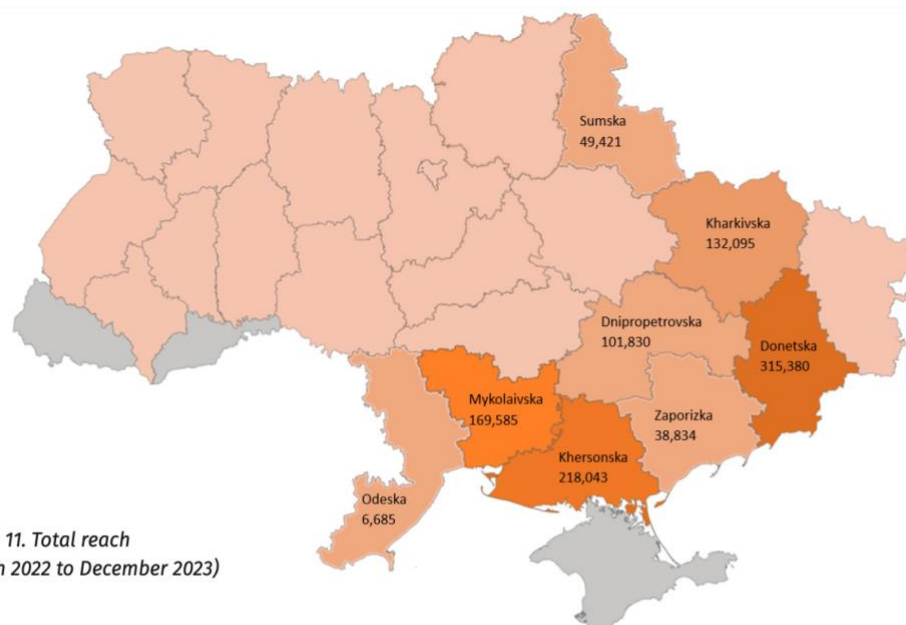 Sumska
49,421
Kharkivska
132,095
Dnipropetrovska
101,830
Donetska
315,380
Mykolaivska
169,585
Zaporizka
38,834
Khersonska
218,043
Odeska
6,685
11. Total reach
2022 to December 2023)